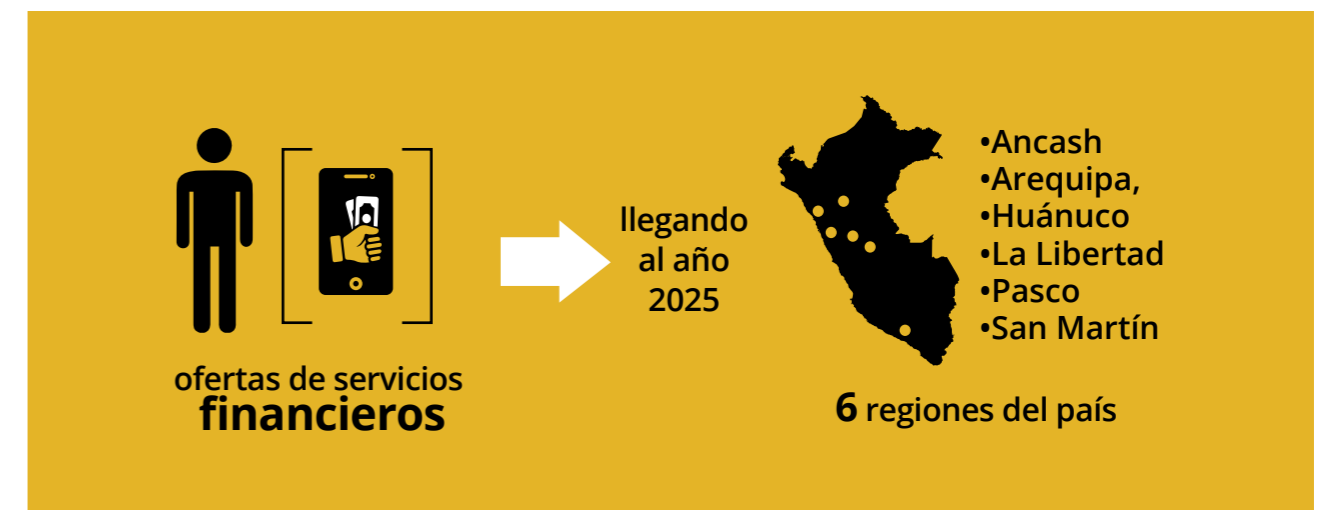 ofertas de servicios
financieros
llegando
al año
2025
•Ancash
•Arequipa,
•Huánuco
•La Libertad
•Pasco
•San Martín
6 regiones del país